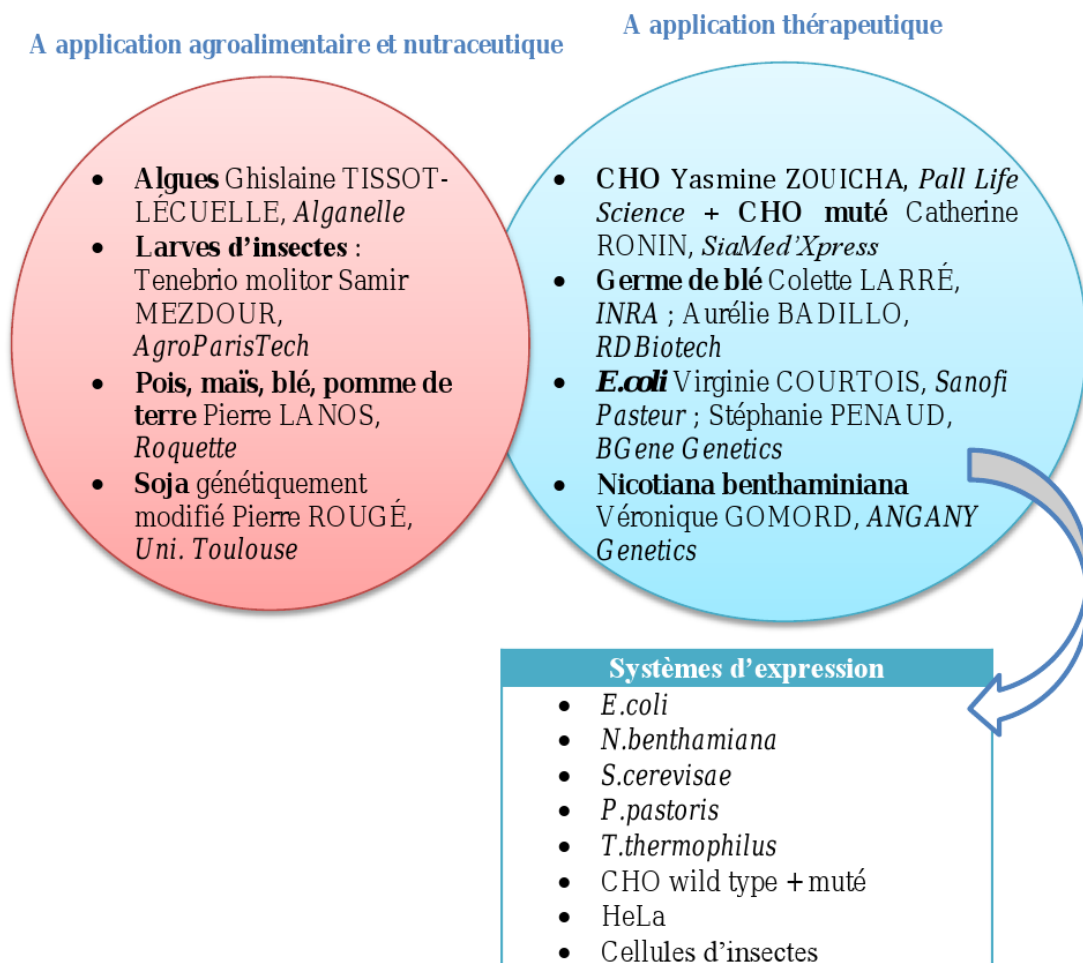 A application agroalimentaire et nutraceutique
A application thérapeutique
• Algues Ghislaine TISSOT-
LÉCUELLE, Alganelle
• Larves d'insectes :
Tenebrio molitor Samir
MEZDOUR,
AgroParisTech
• Pois, maïs, blé, pomme de
terre Pierre LANOS,
Roquette
• Soja génétiquement
modifié Pierre ROUGÉ,
Uni. Toulouse
• CHO Yasmine ZOUICHA, Pall Life
Science + CHO muté Catherine
RONIN, SiaMed'Xpress
• Germe de blé Colette LARRÉ,
INRA ; Aurélie BADILLO,
RDBiotech
• E.coli Virginie COURTOIS, Sanofi
Pasteur ; Stéphanie PENAUD,
BGene Genetics
• Nicotiana benthaminiana
Véronique GOMORD, ANGANY
Genetics
Systèmes d'expression
• E.coli
• N.benthamiana
• S.cerevisae
• P.pastoris
• T.thermophilus
• CHO wild type + muté
• HeLa
• Cellules d'insectes